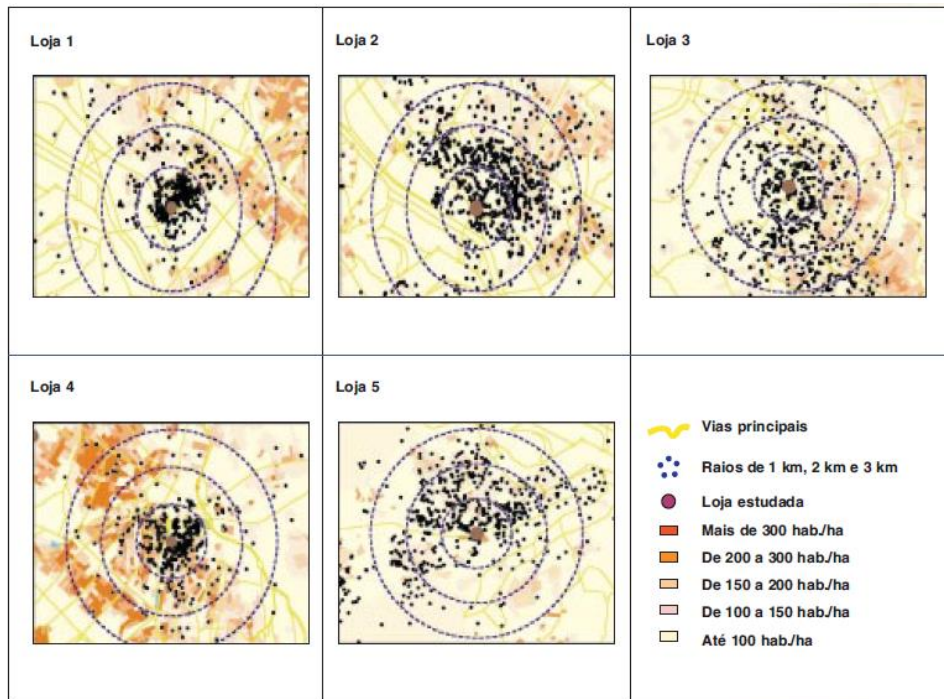 Loja 1
Loja 2
Loja 3
Loja 4
Loja 5
Vias principais
Raios de 1 km, 2 km e 3 km
Loja estudada
Mais de 300 hab./ha
De 200 a 300 hab./ha
De 150 a 200 hab./ha
De 100 a 150 hab./ha
Até 100 hab./ha